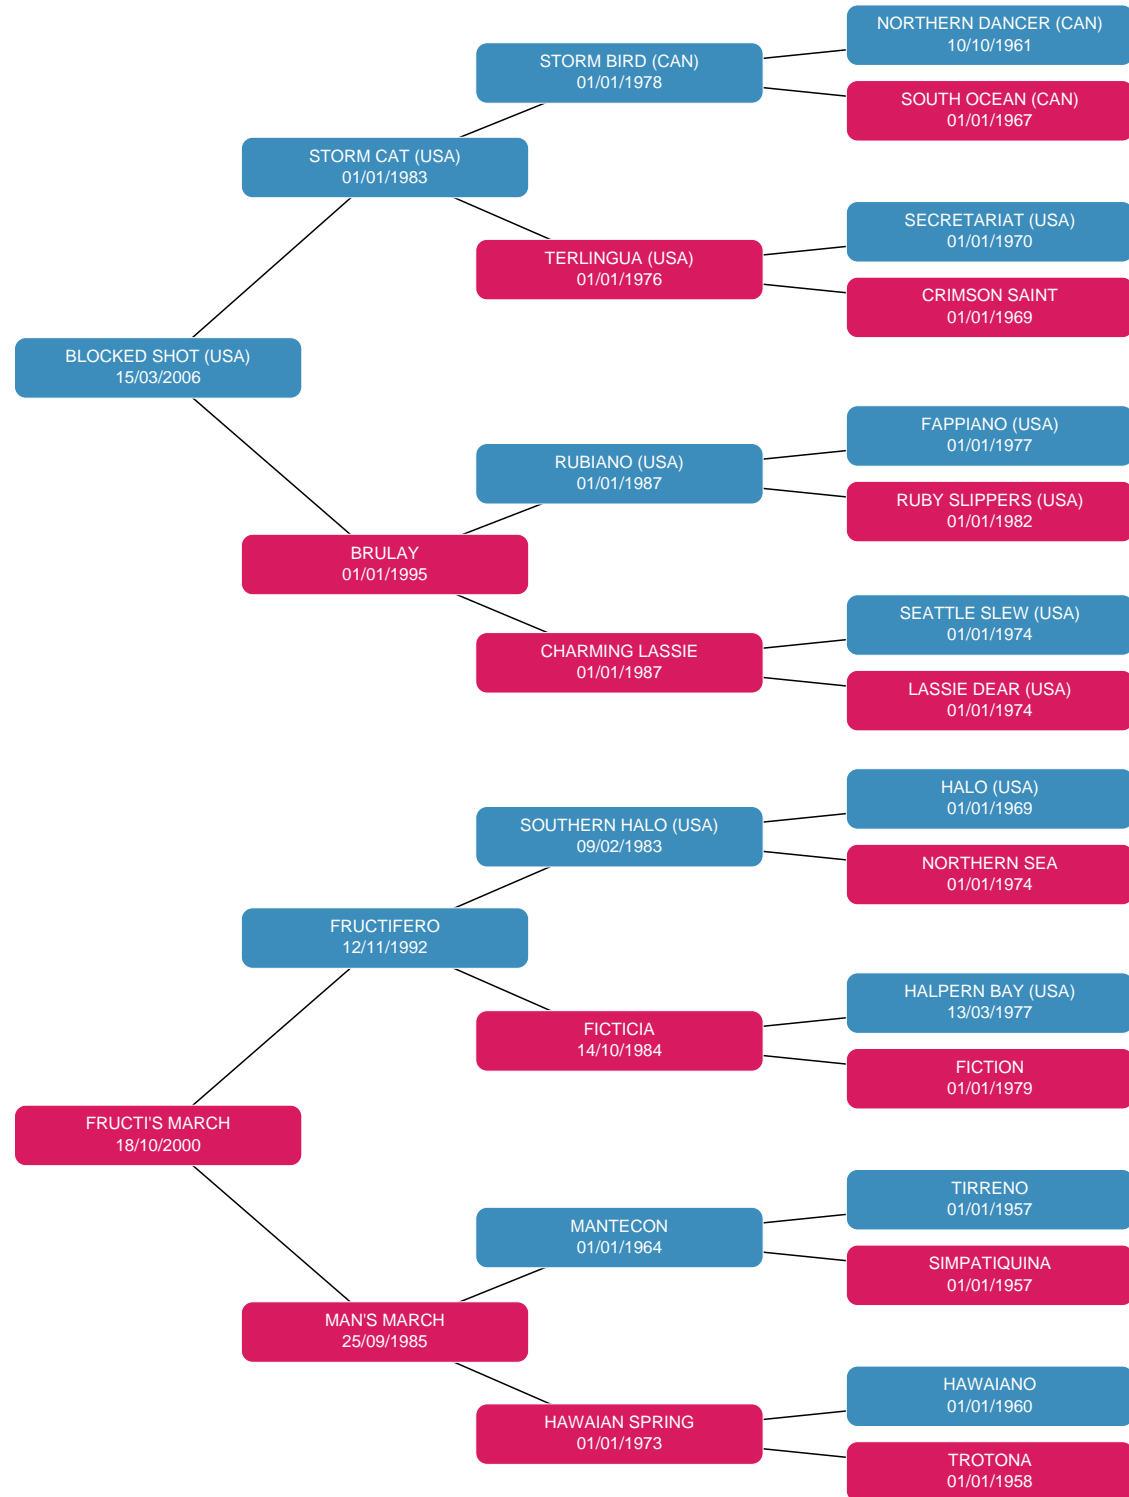 NORTHERN DANCER (CAN)
10/10/1961
STORM BIRD (CAN)
01/01/1978
SOUTH OCEAN (CAN)
01/01/1967
STORM CAT (USA)
01/01/1983
SECRETARIAT (USA)
01/01/1970
TERLINGUA (USA)
01/01/1976
CRIMSON SAINT
01/01/1969
BLOCKED SHOT (USA)
15/03/2006
FAPPIANO (USA)
01/01/1977
RUBIANO (USA)
01/01/1987
RUBY SLIPPERS (USA)
01/01/1982
BRULAY
01/01/1995
SEATTLE SLEW (USA)
01/01/1974
CHARMING LASSIE
01/01/1987
LASSIE DEAR (USA)
01/01/1974
HALO (USA)
01/01/1969
SOUTHERN HALO (USA)
09/02/1983
NORTHERN SEA
01/01/1974
FRUCTIFERO
12/11/1992
HALPERN BAY (USA)
13/03/1977
FICTICIA
14/10/1984
FICTION
01/01/1979
FRUCTI'S MARCH
18/10/2000
TIRRENO
01/01/1957
MANTECON
01/01/1964
SIMPATIQUINA
01/01/1957
MAN'S MARCH
25/09/1985
HAWAIANO
01/01/1960
HAWAIAN SPRING
01/01/1973
TROTONA
01/01/1958